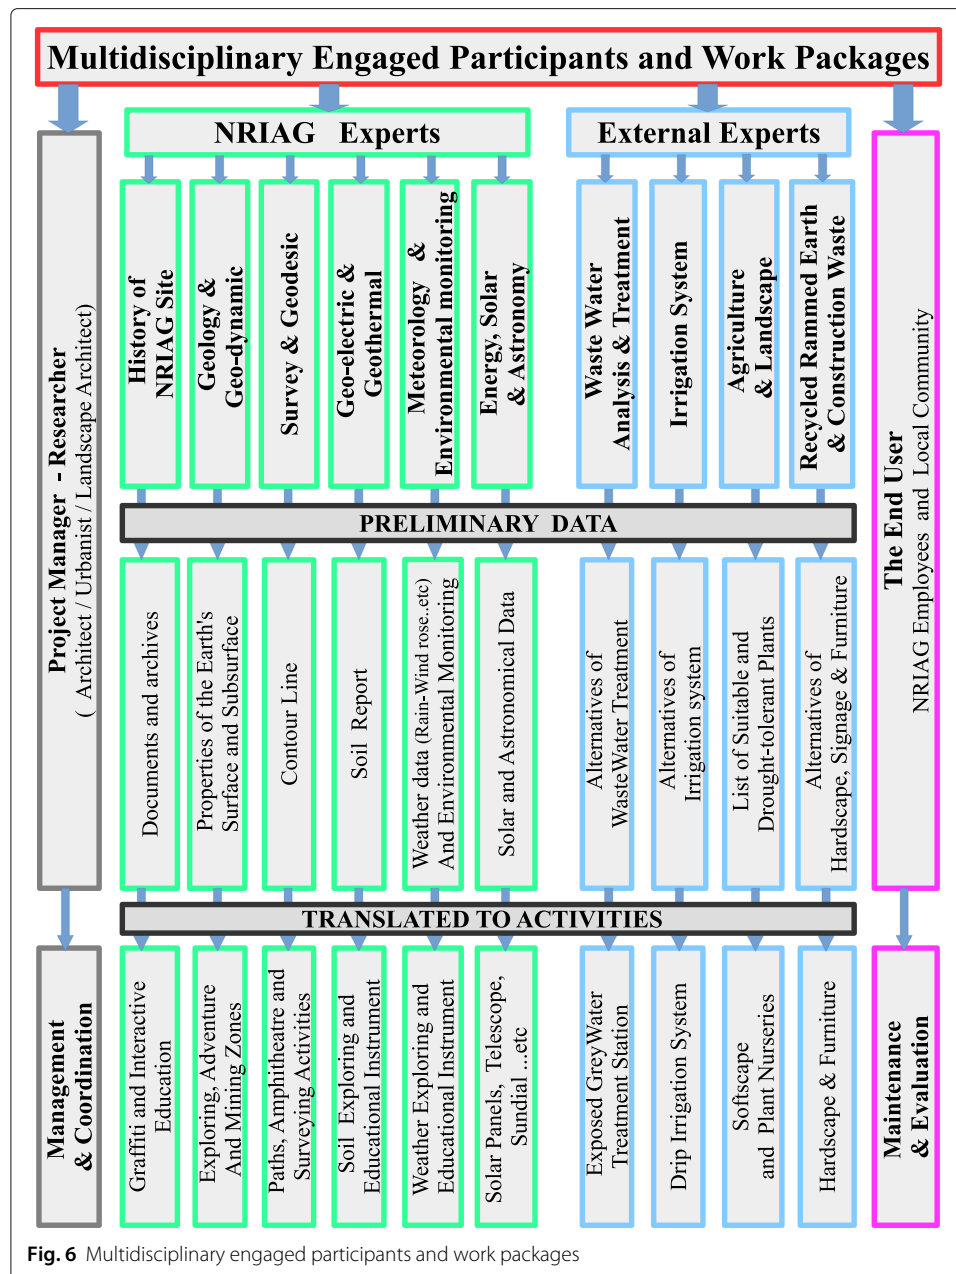 Multidisciplinary Engaged Participants and Work Packages
NRIAG Experts
External Experts
Project Manager - Researcher
( Architect / Urbanist / Landscape Architect)
History of
NRIAG Site
Geology &
Geo-dynamic
Survey & Geodesic
Geo-electric &
Geothermal
Meteorology &
Environmental monitoring
Energy, Solar
& Astronomy
Waste Water
Analysis & Treatment
Irrigation System
Agriculture
& Landscape
Recycled Rammed Earth
& Construction Waste
The End User
NRIAG Employees and Local Community
PRELIMINARY DATA
Documents and archives
Properties of the Earth's
Surface and Subsurface
Contour Line
Soil Report
Weather data (Rain-Wind rose..etc)
And Environmental Monitoring
Solar and Astronomical Data
Alternatives of
WasteWater Treatment
Alternatives of
Irrigation system
List of Suitable and
Drought-tolerant Plants
Alternatives of
Hardscape, Signage & Furniture
TRANSLATED TO ACTIVITIES
Management
& Coordination
Graffiti and Interactive
Education
Exploring, Adventure
And Mining Zones
Paths, Amphitheatre and
Surveying Activities
Soil Exploring and
Educational Instrument
Weather Exploring and
Educational Instrument
Solar Panels, Telescope,
Sundial ...etc
Exposed GreyWater
Treatment Station
Drip Irrigation System
Softscape
and Plant Nurseries
Hardscape & Furniture
Maintenance
& Evaluation
Fig. 6 Multidisciplinary engaged participants and work packages